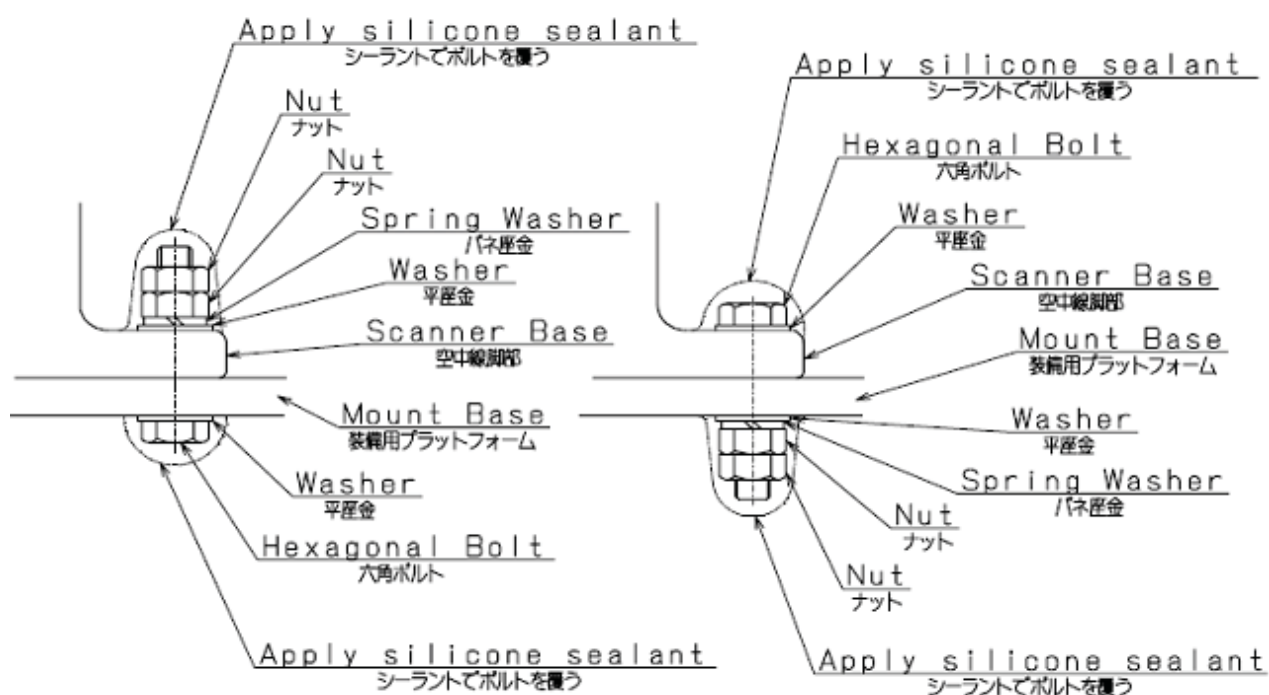 Apply silicone sealant
シーラントでボルトを覆う
Nut
ナット
Nut
ナット
Spring Washer
バネ座金
Washer
平座金
Scanner Base
空中線脚部
Mount Base
装備用プラットフォーム
Washer
平座金
Hexagonal Bolt
六角ボルト
Apply silicone sealant
シーラントでボルトを覆う
Apply silicone sealant
シーラントでボルトを覆う
Hexagonal Bolt
六角ボルト
Washer
平座金
Scanner Base
空中線脚部
Mount Base
装備用プラットフォーム
Washer
平座金
Spring Washer
バネ座金
Nut
ナット
Nut
ナット
Apply silicone sealant
シーラントでボルトを覆う